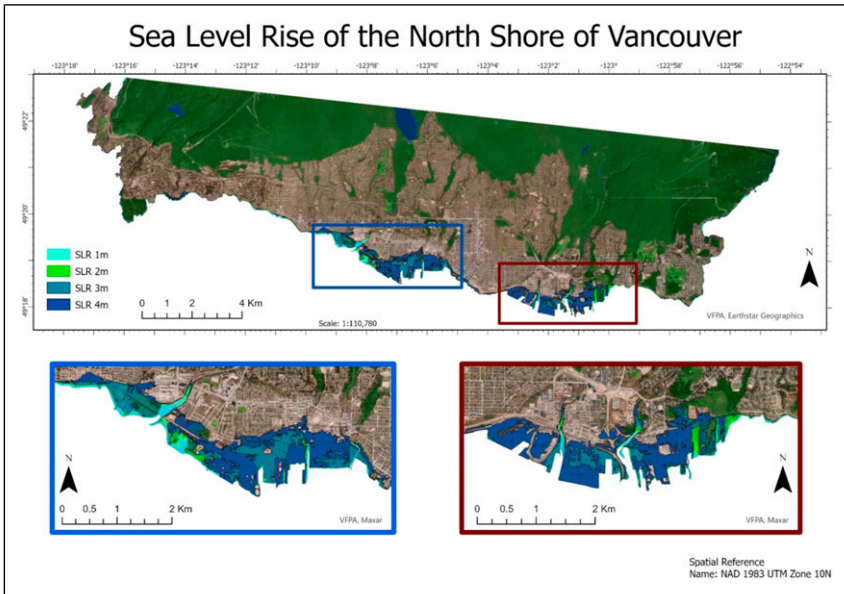 Sea Level Rise of the North Shore of Vancouver
-123°18' -123°16' -123°14' -123°12' -123°10' -123°8' -123°6' -123°4' -123°2' -122°58' -122°56' -122°54'
49°22'
49°20'
49°18'
SLR 1m
SLR 2m
SLR 3m
SLR 4m
0 1 2 4 Km
Scale: 1:110,780
N
VFPA, Earthstar Geographics
N
0 0.5 1 2 Km
VFPA, Maxar
N
0 0.5 1 2 Km
VFPA, Maxar
Spatial Reference
Name: NAD 1983 UTM Zone 10N